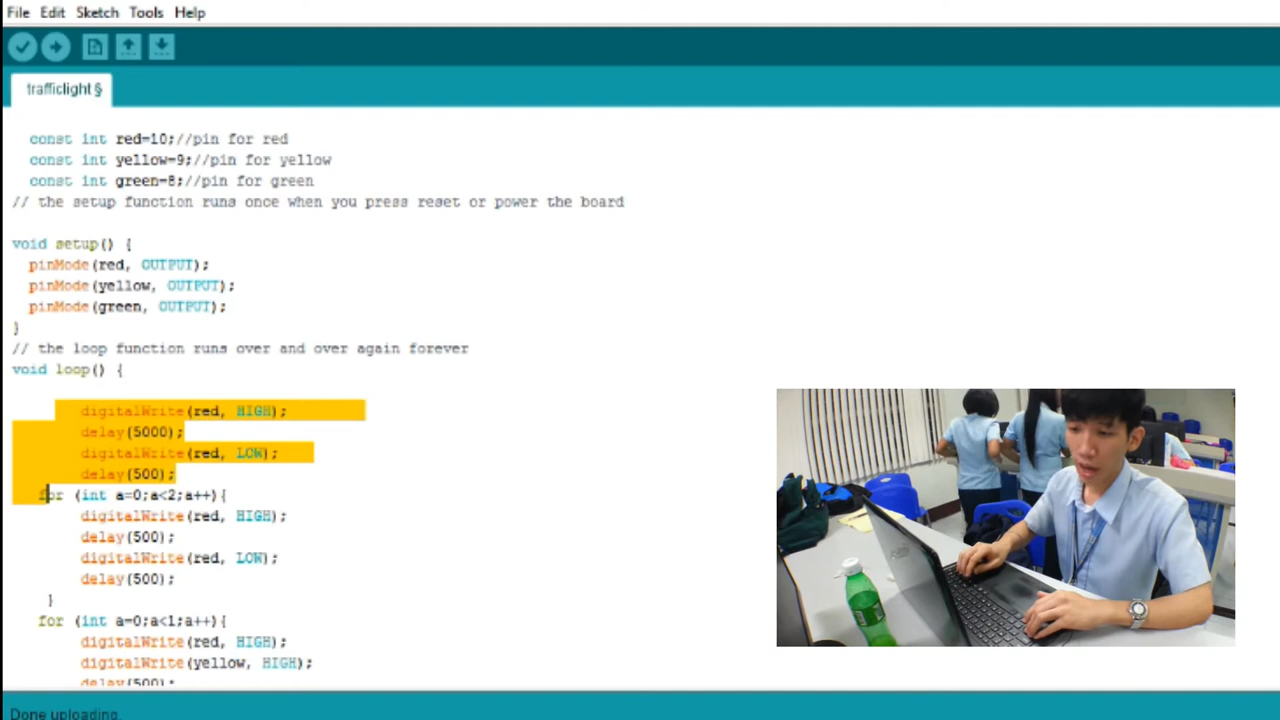 File Edit Sketch Tools Help
trafficlight §
const int red=10;//pin for red
const int yellow=9;//pin for yellow
const int green=8;//pin for green
// the setup function runs once when you press reset or power the board
void setup() {
pinMode(red, OUTPUT);
pinMode(yellow, OUTPUT);
pinMode(green, OUTPUT);
}
// the loop function runs over and over again forever
void loop() {
digitalWrite(red, HIGH);
delay(5000);
digitalWrite(red, LOW);
delay(500);
for (int a=0;a<2;a++){
digitalWrite(red, HIGH);
delay(500);
digitalWrite(red, LOW);
delay(500);
}
for (int a=0;a<1;a++){
digitalWrite(red, HIGH);
digitalWrite(yellow, HIGH);
delay(500);
Done uploading.